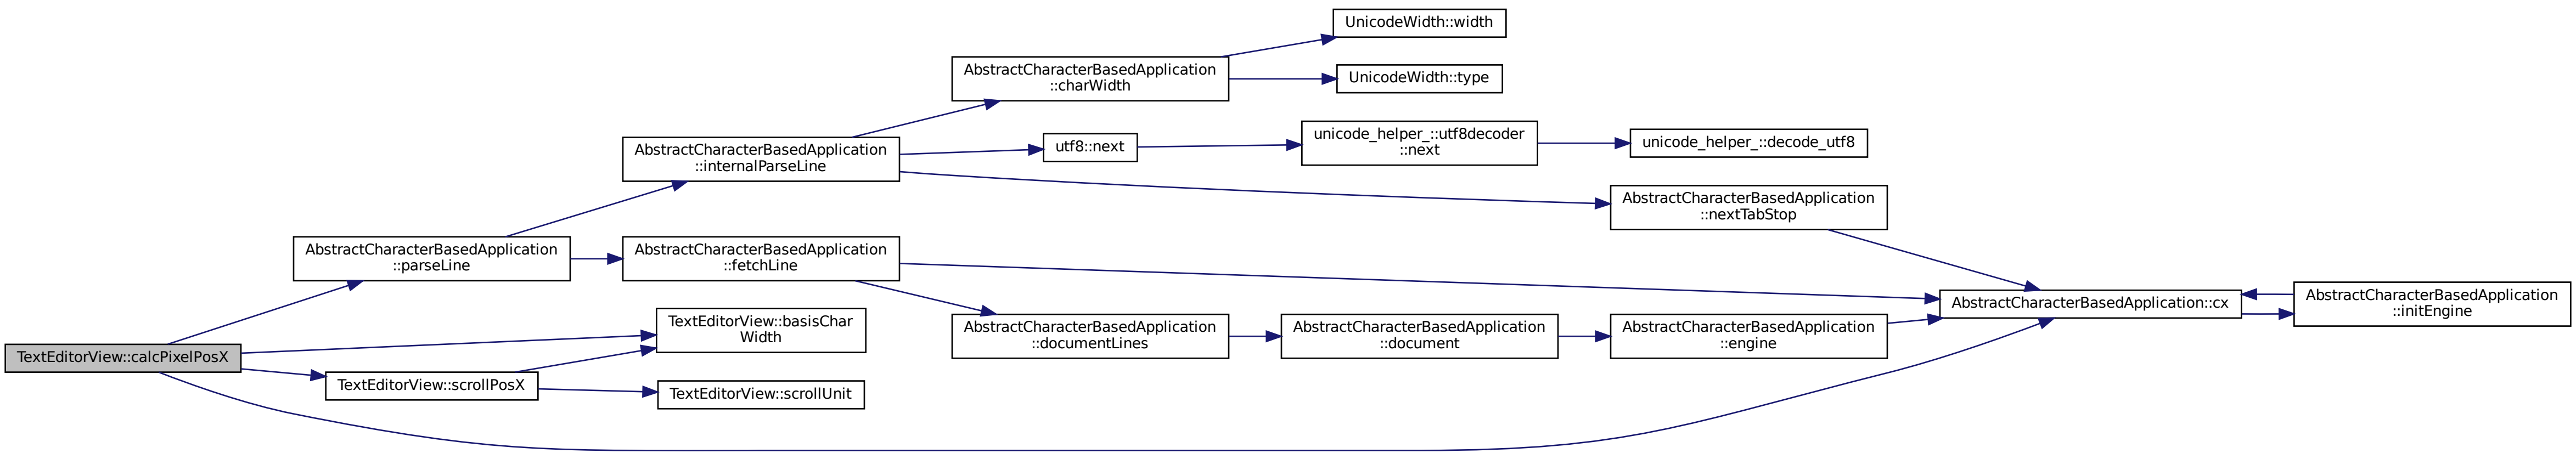 UnicodeWidth::width
AbstractCharacterBasedApplication
::charWidth
UnicodeWidth::type
AbstractCharacterBasedApplication
::internalParseLine
utf8::next
unicode_helper_::utf8decoder
::next
unicode_helper_::decode_utf8
AbstractCharacterBasedApplication
::nextTabStop
AbstractCharacterBasedApplication
::parseLine
AbstractCharacterBasedApplication
::fetchLine
AbstractCharacterBasedApplication::cx
AbstractCharacterBasedApplication
::initEngine
TextEditorView::basisChar
Width
AbstractCharacterBasedApplication
::documentLines
AbstractCharacterBasedApplication
::document
AbstractCharacterBasedApplication
::engine
TextEditorView::calcPixelPosX
TextEditorView::scrollPosX
TextEditorView::scrollUnit